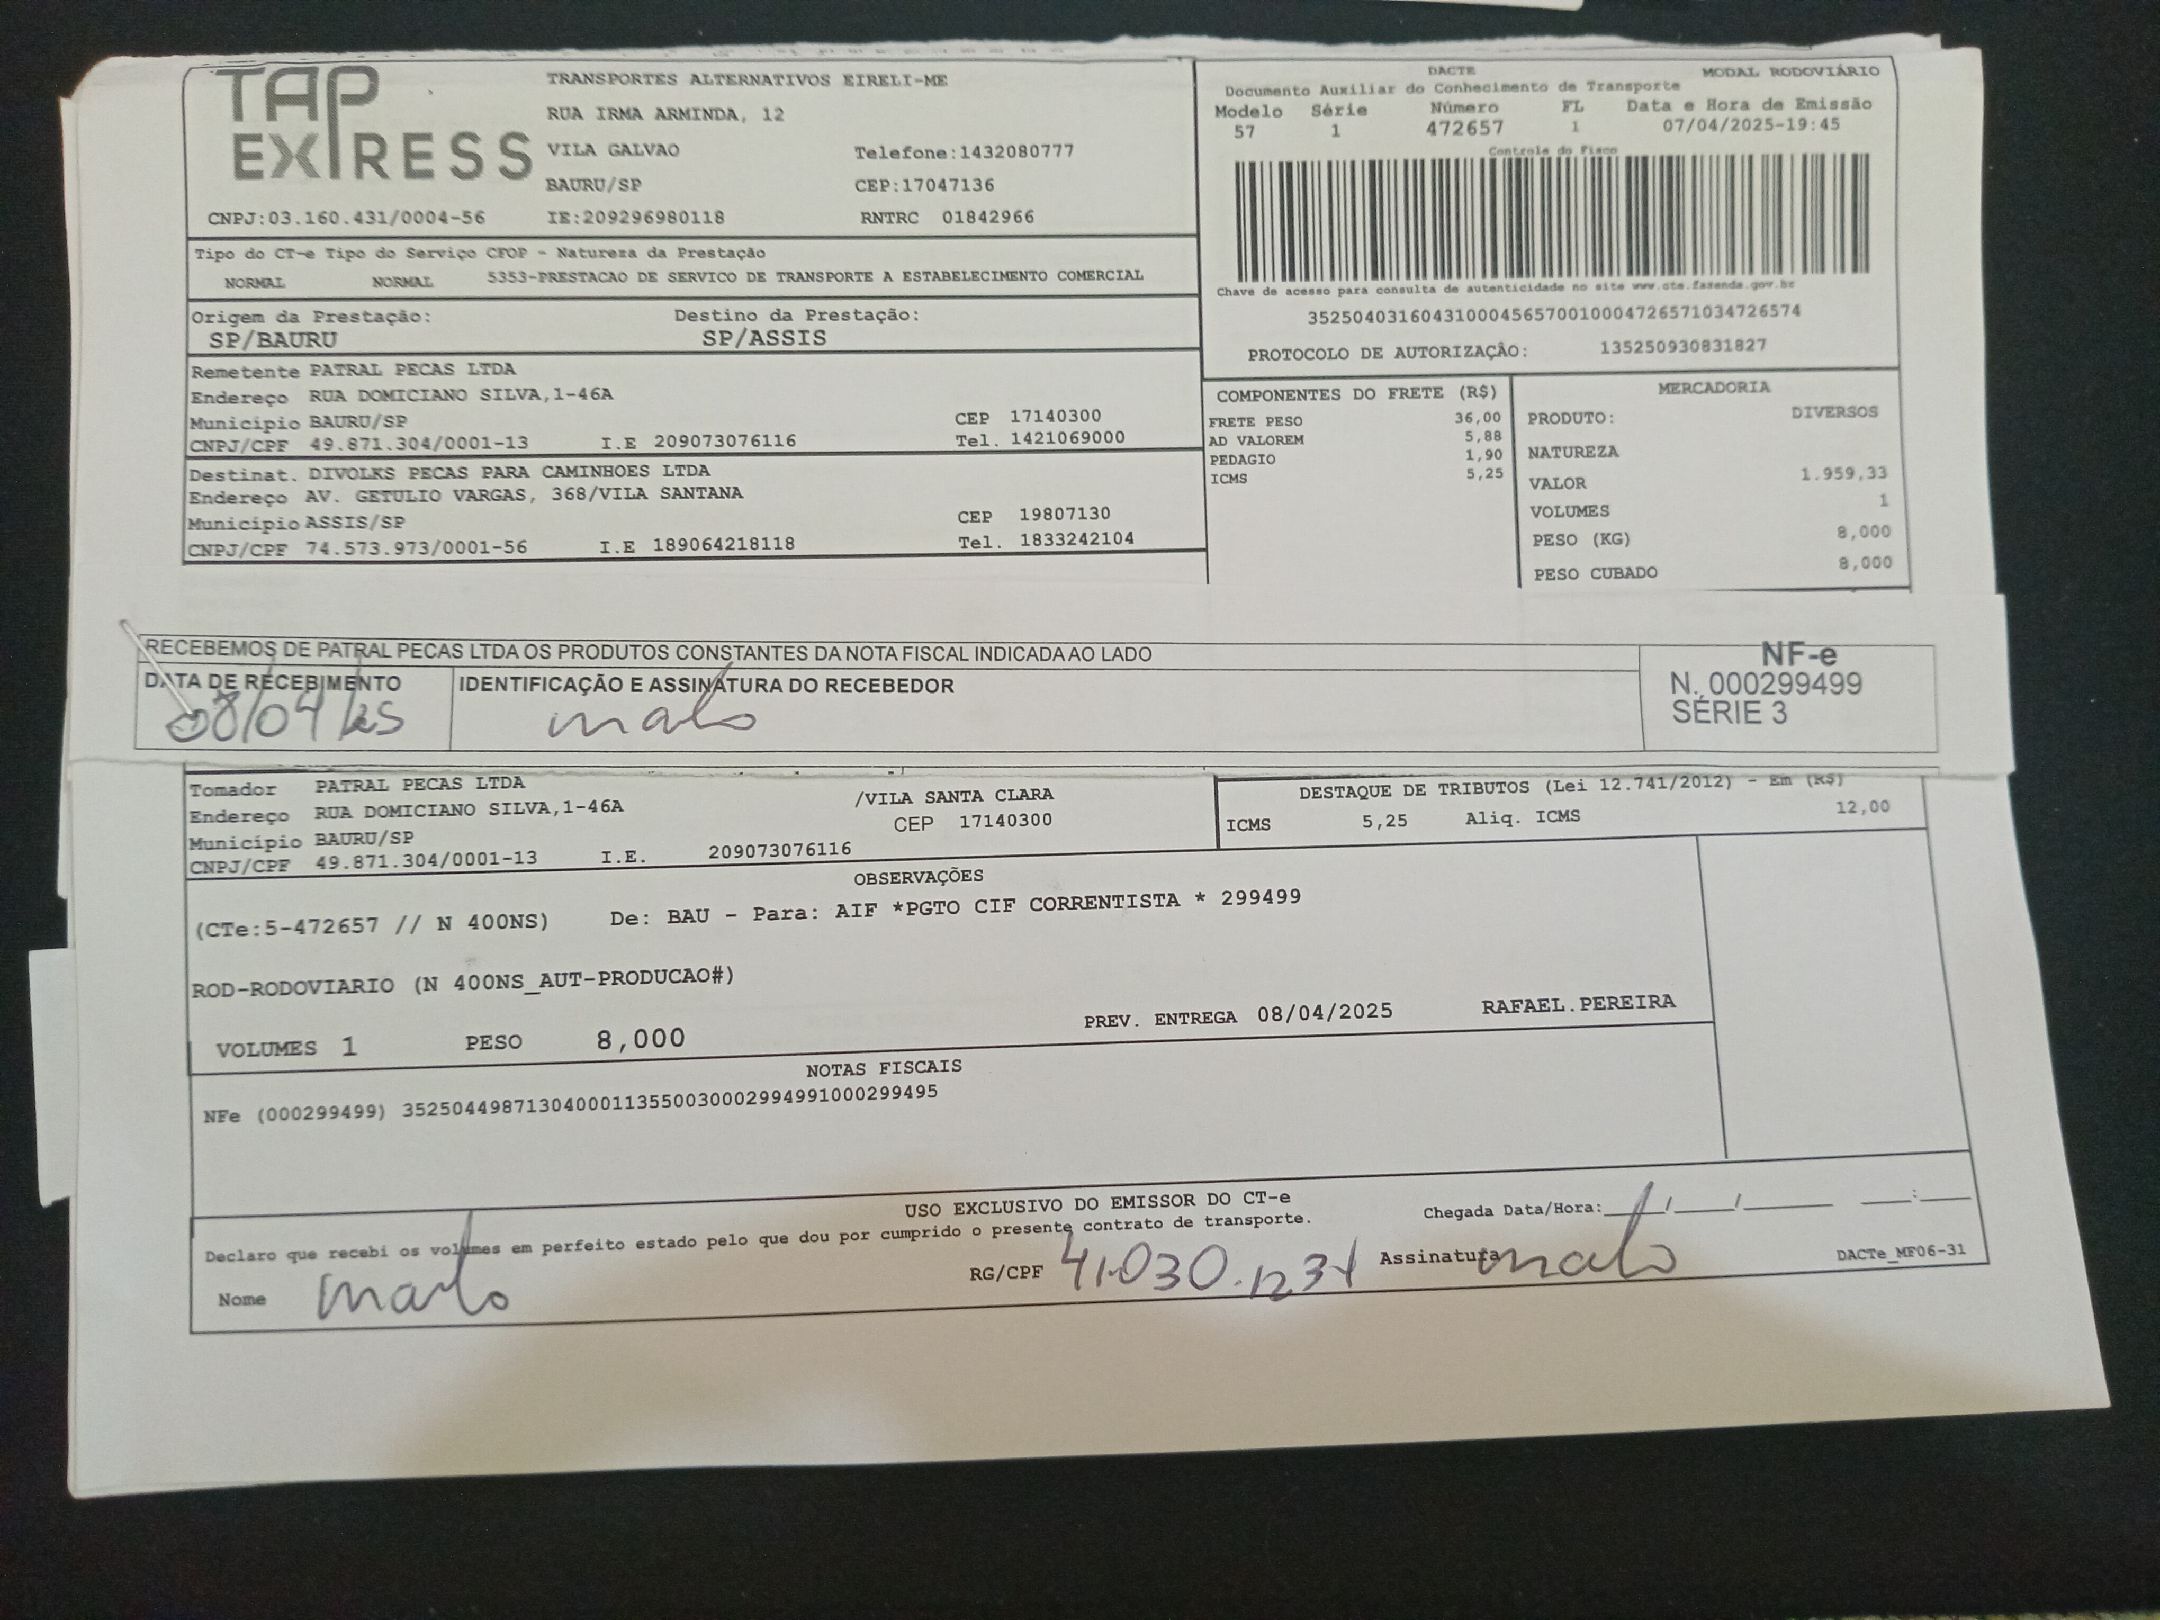 TAP
EXPRESS
TRANSPORTES ALTERNATIVOS EIRELI-ME
RUA IRMA ARMINDA, 12
VILA GALVAO Telefone:1432080777
BAURU/SP CEP:17047136
CNPJ:03.160.431/0004-56 IE:209296980118 RNTRC 01842966
DACTE MODAL RODOVIÁRIO
Documento Auxiliar do Conhecimento de Transporte
Modelo Série Número FL Data e Hora de Emissão
57 1 472657 1 07/04/2025-19:45
Controle do Fisco
Chave de acesso para consulta de autenticidade no site www.cte.fazenda.gov.br
35250403160431000456570010004726571034726574
PROTOCOLO DE AUTORIZAÇÃO: 135250930831827
Tipo do CT-e Tipo do Serviço CFOP - Natureza da Prestação
NORMAL NORMAL 5353-PRESTACAO DE SERVICO DE TRANSPORTE A ESTABELECIMENTO COMERCIAL
Origem da Prestação: Destino da Prestação:
SP/BAURU SP/ASSIS
Remetente PATRAL PECAS LTDA
Endereço RUA DOMICIANO SILVA,1-46A
Município BAURU/SP CEP 17140300
CNPJ/CPF 49.871.304/0001-13 I.E 209073076116 Tel. 1421069000
Destinat. DIVOLKS PECAS PARA CAMINHOES LTDA
Endereço AV. GETULIO VARGAS, 368/VILA SANTANA
Município ASSIS/SP CEP 19807130
CNPJ/CPF 74.573.973/0001-56 I.E 189064218118 Tel. 1833242104
COMPONENTES DO FRETE (R$)
FRETE PESO 36,00
AD VALOREM 5,88
PEDAGIO 1,90
ICMS 5,25
MERCADORIA
PRODUTO: DIVERSOS
NATUREZA
VALOR 1.959,33
VOLUMES 1
PESO (KG) 8,000
PESO CUBADO 8,000
RECEBEMOS DE PATRAL PECAS LTDA OS PRODUTOS CONSTANTES DA NOTA FISCAL INDICADA AO LADO
DATA DE RECEBIMENTO IDENTIFICAÇÃO E ASSINATURA DO RECEBEDOR
08/04/25
NF-e
N. 000299499
SÉRIE 3
Tomador PATRAL PECAS LTDA
Endereço RUA DOMICIANO SILVA,1-46A /VILA SANTA CLARA
Município BAURU/SP CEP 17140300
CNPJ/CPF 49.871.304/0001-13 I.E. 209073076116
DESTAQUE DE TRIBUTOS (Lei 12.741/2012) - Em (R$)
ICMS 5,25 Aliq. ICMS 12,00
OBSERVAÇÕES
(CTe:5-472657 // N 400NS) De: BAU - Para: AIF *PGTO CIF CORRENTISTA * 299499
ROD-RODOVIARIO (N 400NS_AUT-PRODUCAO#)
VOLUMES 1 PESO 8,000 PREV. ENTREGA 08/04/2025 RAFAEL.PEREIRA
NOTAS FISCAIS
NFe (000299499) 35250449871304000113550030002994991000299495
USO EXCLUSIVO DO EMISSOR DO CT-e
Declaro que recebi os volumes em perfeito estado pelo que dou por cumprido o presente contrato de transporte.
Chegada Data/Hora:____/____/______ ____:____
Nome RG/CPF 41.030.123-1 Assinatura DACTe_MF06-31